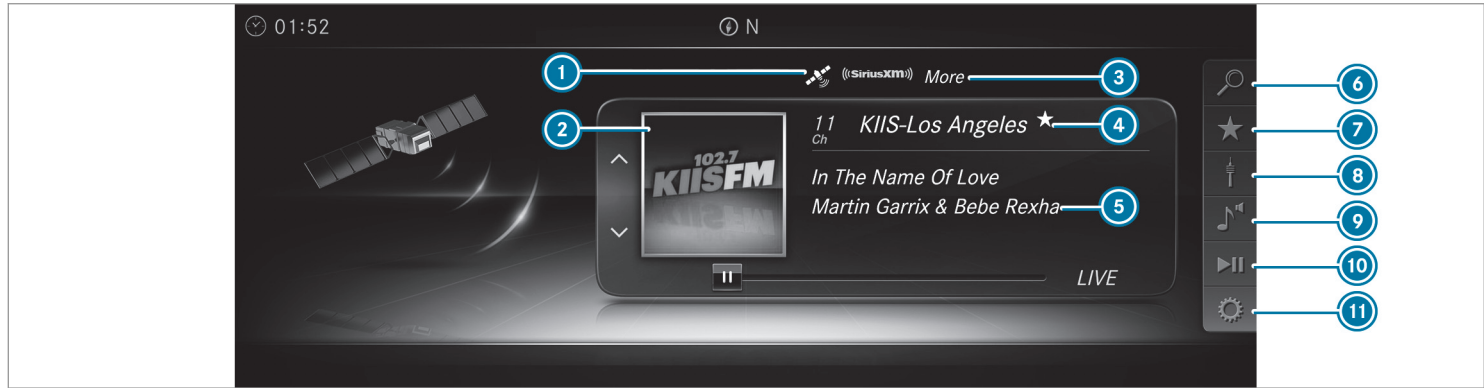 01:52
N
1
((SiriusXM))
More
3
6
2
11
Ch
KIIS-Los Angeles
4
7
102.7
KIISFM
8
In The Name Of Love
Martin Garrix & Bebe Rexha
5
9
LIVE
10
11